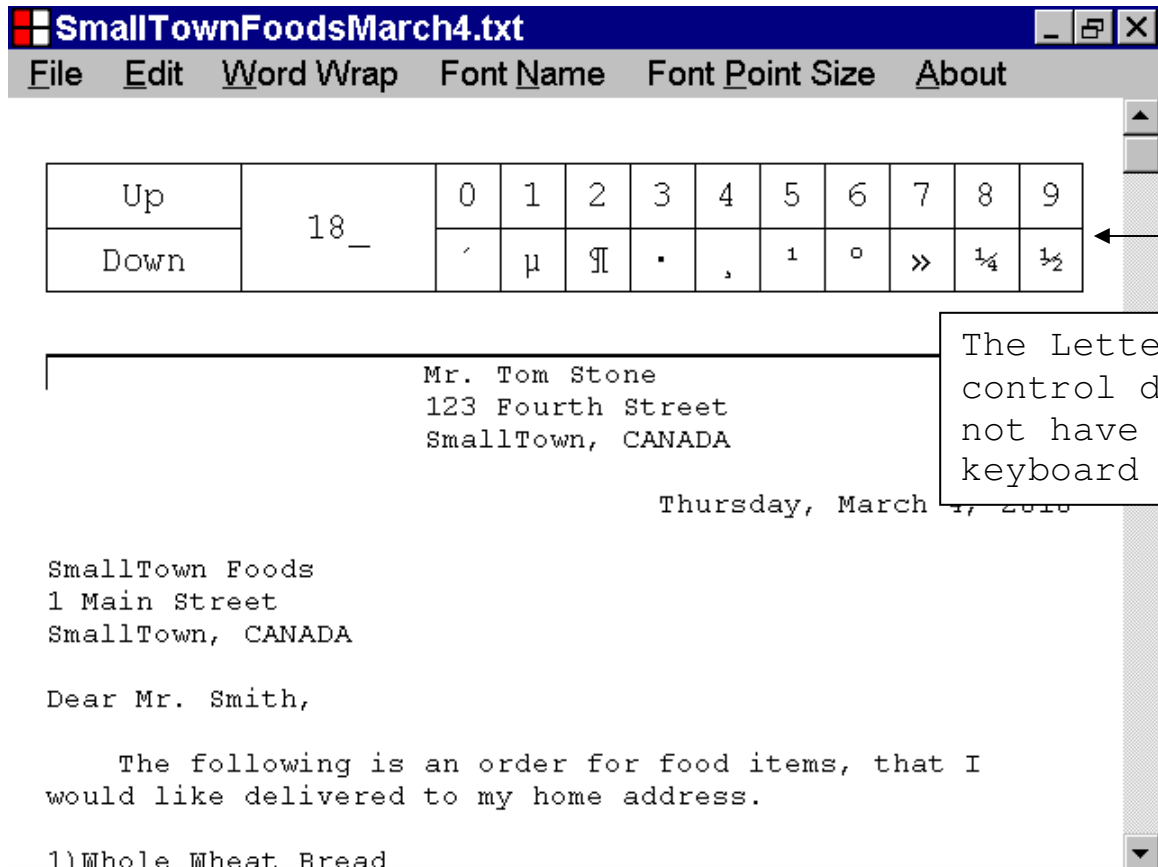 SmallTownFoodsMarch4.txt
File Edit Word Wrap Font Name Font Point Size About
Up 18_ 0 1 2 3 4 5 6 7 8 9
Down ´ µ ¶ · ¸ ¹ º » ¼ ½
The
control
not have
keyboard
Mr. Tom Stone
123 Fourth Street
SmallTown, CANADA
Thursday, March 4, 2010
SmallTown Foods
1 Main Street
SmallTown, CANADA
Dear Mr. Smith,
The following is an order for food items, that I
would like delivered to my home address.
1)Whole Wheat Bread